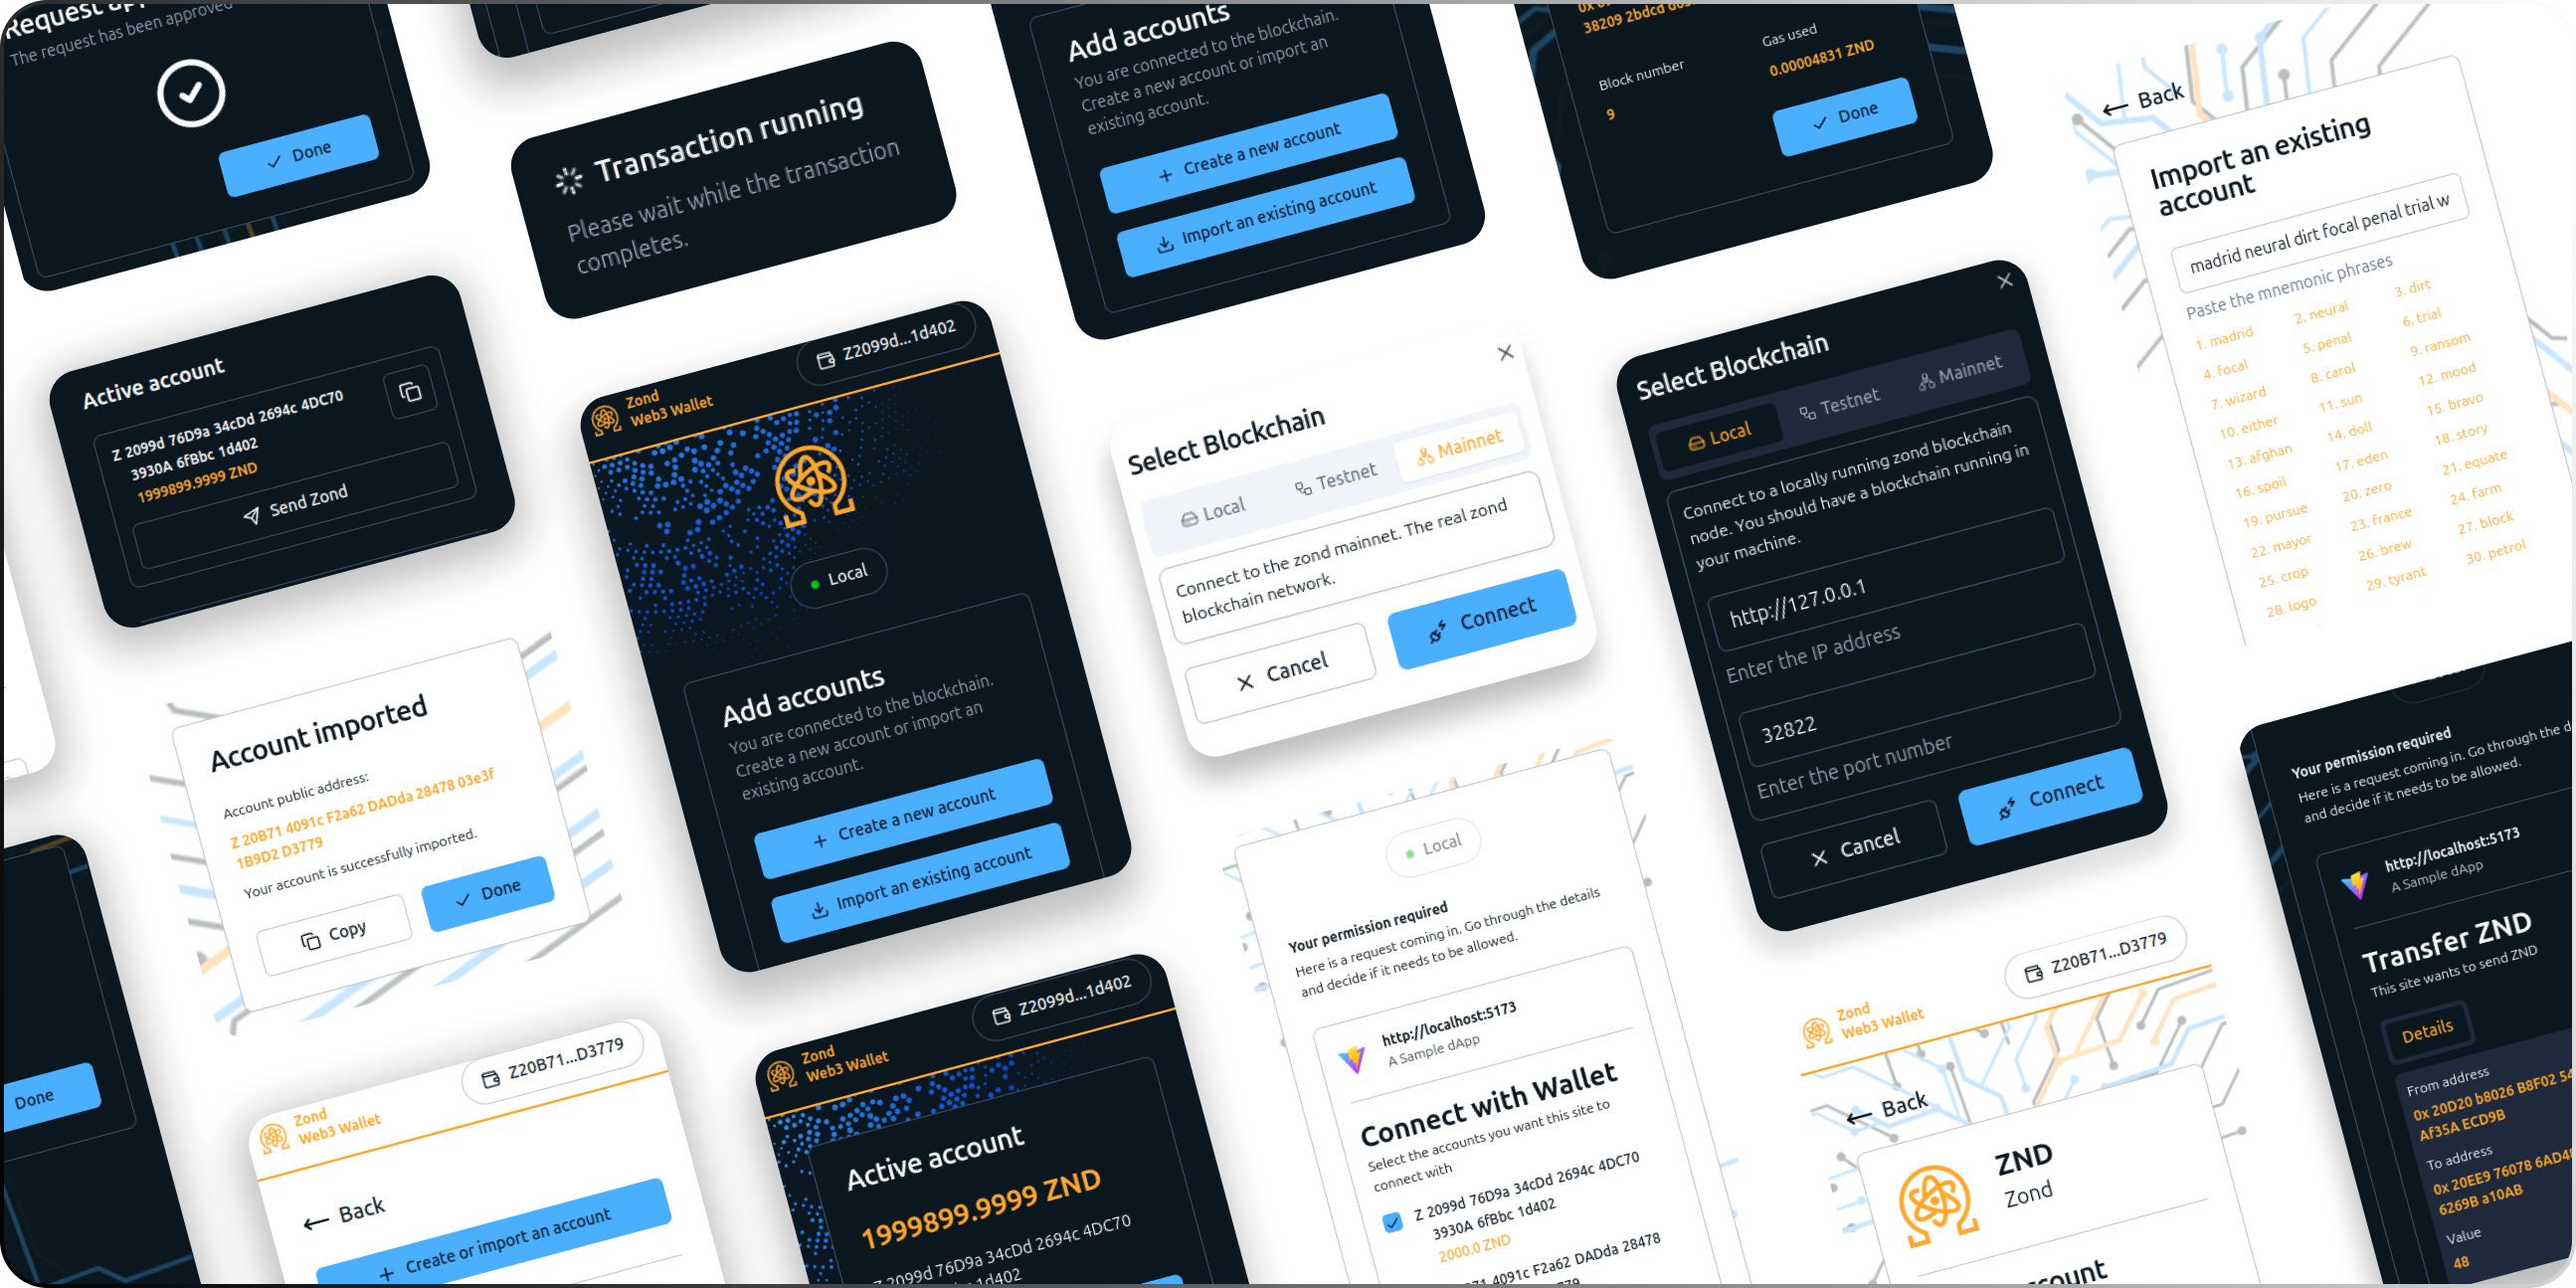 Request
The request has been approved
Done
Transaction running
Please wait while the transaction
completes.
Add accounts
You are connected to the blockchain.
Create a new account or import an
existing account.
Create a new account
Import an existing account
38209 2bdcd
Block number
9
Gas used
0.00004831 ZND
Done
Back
Import an existing
account
madrid neural dirt focal penal trial w
Paste the mnemonic phrases
1. madrid
2. neural
3. dirt
4. focal
5. penal
6. trial
7. wizard
8. carol
9. ransom
10. either
11. sun
12. mood
13. afghan
14. doll
15. bravo
16. spoil
17. eden
18. story
19. pursue
20. zero
21. equate
22. mayor
23. france
24. farm
25. crop
26. brew
27. block
28. logo
29. tyrant
30. petrol
Active account
Z 2099d 76D9a 34cDd 2694c 4DC70
3930A 6fBbc 1d402
1999899.9999 ZND
Send Zond
Zond
Web3 Wallet
Z2099d...1d402
Local
Add accounts
You are connected to the blockchain.
Create a new account or import an
existing account.
Create a new account
Import an existing account
Select Blockchain
Local
Testnet
Mainnet
Connect to the zond mainnet. The real zond
blockchain network.
Cancel
Connect
Select Blockchain
Local
Testnet
Mainnet
Connect to a locally running zond blockchain
node. You should have a blockchain running in
your machine.
http://127.0.0.1
Enter the IP address
32822
Enter the port number
Cancel
Connect
Account imported
Account public address:
Z 20B71 4091c F2a62 DADda 28478 03e3f
1B9D2 D3779
Your account is successfully imported.
Copy
Done
Done
Zond
Web3 Wallet
Z20B71...D3779
Back
Create or import an account
Zond
Web3 Wallet
Z2099d...1d402
Active account
1999899.9999 ZND
2099d 76D9a 34cDd 2694c 4DC70
1d402
Local
Your permission required
Here is a request coming in. Go through the details
and decide if it needs to be allowed.
http://localhost:5173
A Sample dApp
Connect with Wallet
Select the accounts you want this site to
connect with
Z 2099d 76D9a 34cDd 2694c 4DC70
3930A 6fBbc 1d402
2000.0 ZND
4091c F2a62 DADda 28478
Zond
Web3 Wallet
Z20B71...D3779
Back
ZND
Zond
Your permission required
Here is a request coming in. Go through the
and decide if it needs to be allowed.
http://localhost:5173
A Sample dApp
Transfer ZND
This site wants to send ZND
Details
From address
0x 20D20 b8026 B8F02
Af35A ECD9B
To address
0x 20EE9 76078
6269B a10AB
Value
48